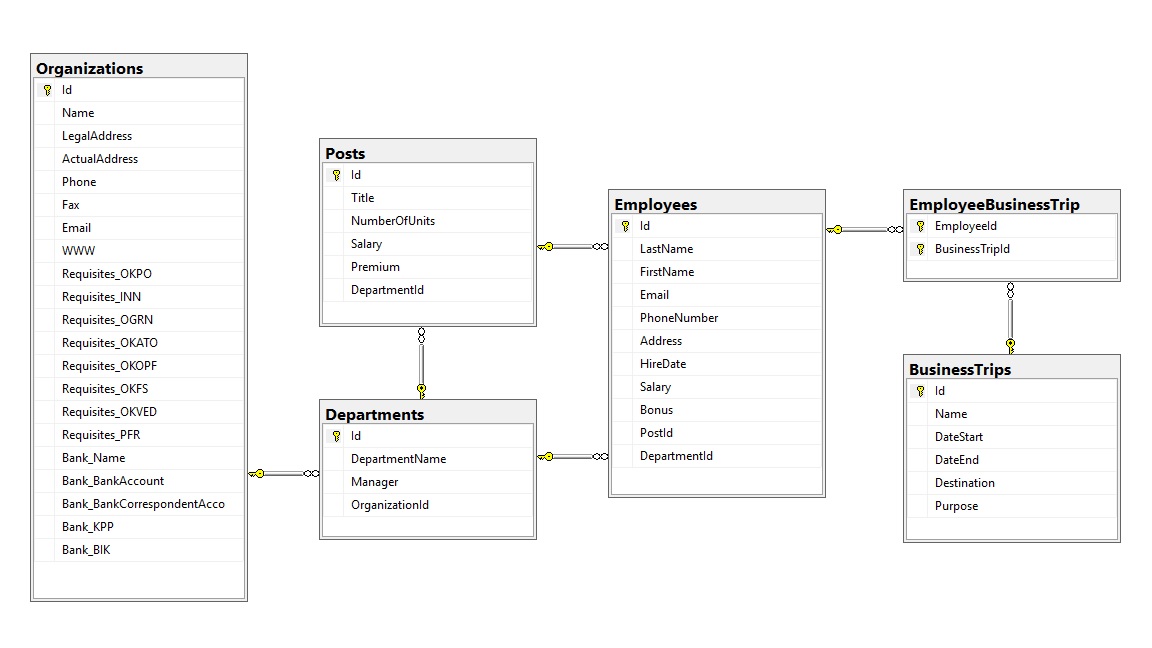 Organizations
Id
Name
LegalAddress
ActualAddress
Phone
Fax
Email
WWW
Requisites_OKPO
Requisites_INN
Requisites_OGRN
Requisites_OKATO
Requisites_OKOPF
Requisites_OKFS
Requisites_OKVED
Requisites_PFR
Bank_Name
Bank_BankAccount
Bank_BankCorrespondentAcco
Bank_KPP
Bank_BIK
Posts
Id
Title
NumberOfUnits
Salary
Premium
DepartmentId
Departments
Id
DepartmentName
Manager
OrganizationId
Employees
Id
LastName
FirstName
Email
PhoneNumber
Address
HireDate
Salary
Bonus
PostId
DepartmentId
EmployeeBusinessTrip
EmployeeId
BusinessTripId
BusinessTrips
Id
Name
DateStart
DateEnd
Destination
Purpose